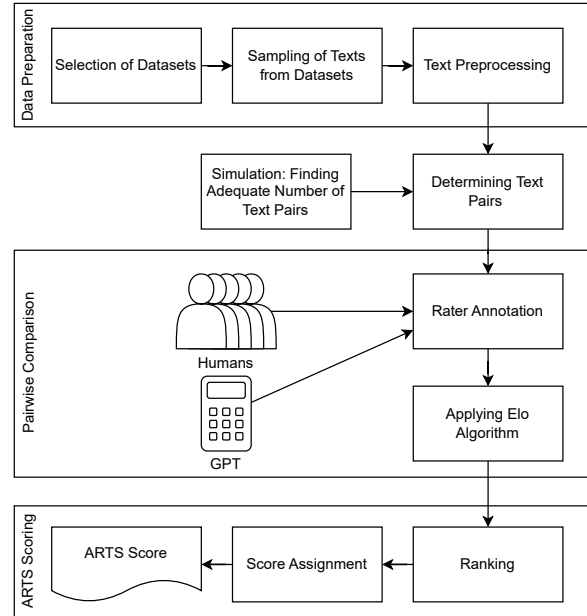 Data Preparation
Selection of Datasets
Sampling of Texts
from Datasets
Text Preprocessing
Simulation: Finding
Adequate Number of
Text Pairs
Determining Text
Pairs
Pairwise Comparison
Humans
GPT
Rater Annotation
Applying Elo
Algorithm
ARTS Scoring
ARTS Score
Score Assignment
Ranking